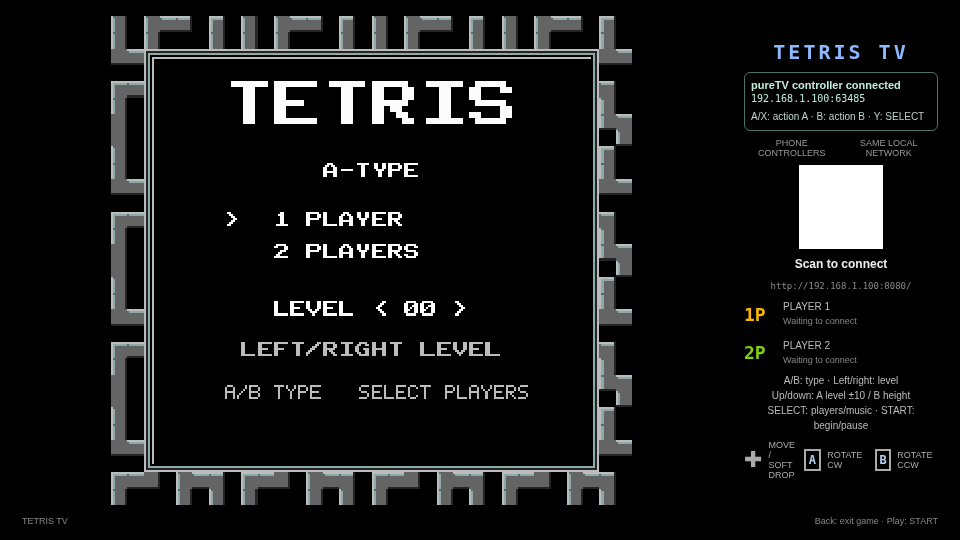 TETRIS
A-TYPE
> 1 PLAYER
2 PLAYERS
LEVEL < 00 >
LEFT/RIGHT LEVEL
A/B TYPE SELECT PLAYERS
TETRIS TV
pureTV controller connected
192.168.1.100:63485
A/X: action A · B: action B · Y: SELECT
PHONE CONTROLLERS
SAME LOCAL NETWORK
Scan to connect
http://192.168.1.100:8080/
1P PLAYER 1
Waiting to connect
2P PLAYER 2
Waiting to connect
A/B: type · Left/right: level
Up/down: A level ±10 / B height
SELECT: players/music · START:
begin/pause
MOVE
/
SOFT
DROP
A ROTATE
CW
B ROTATE
CCW
TETRIS TV
Back: exit game · Play: START